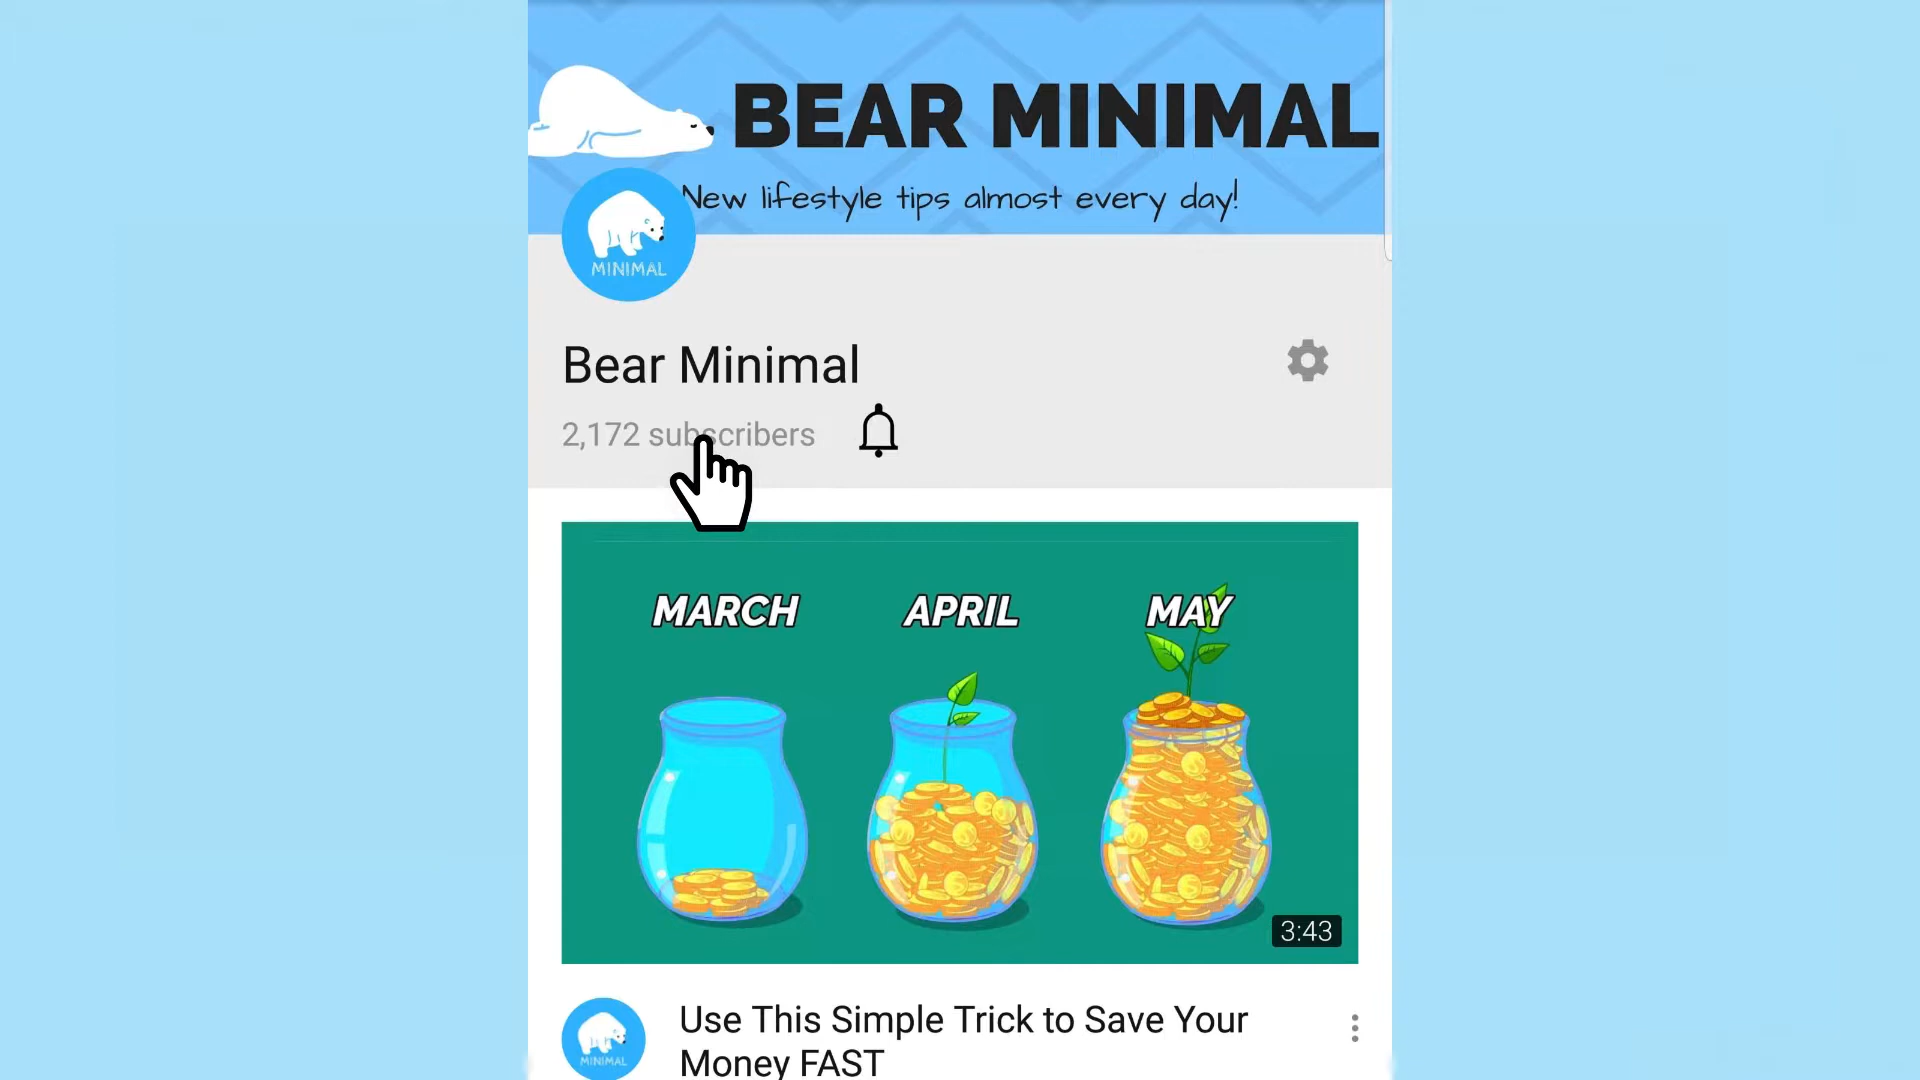 BEAR MINIMAL
New lifestyle tips almost every day!
MINIMAL
Bear Minimal
2,172 subscribers
MARCH APRIL MAY
3:43
Use This Simple Trick to Save Your
Money FAST
MINIMAL